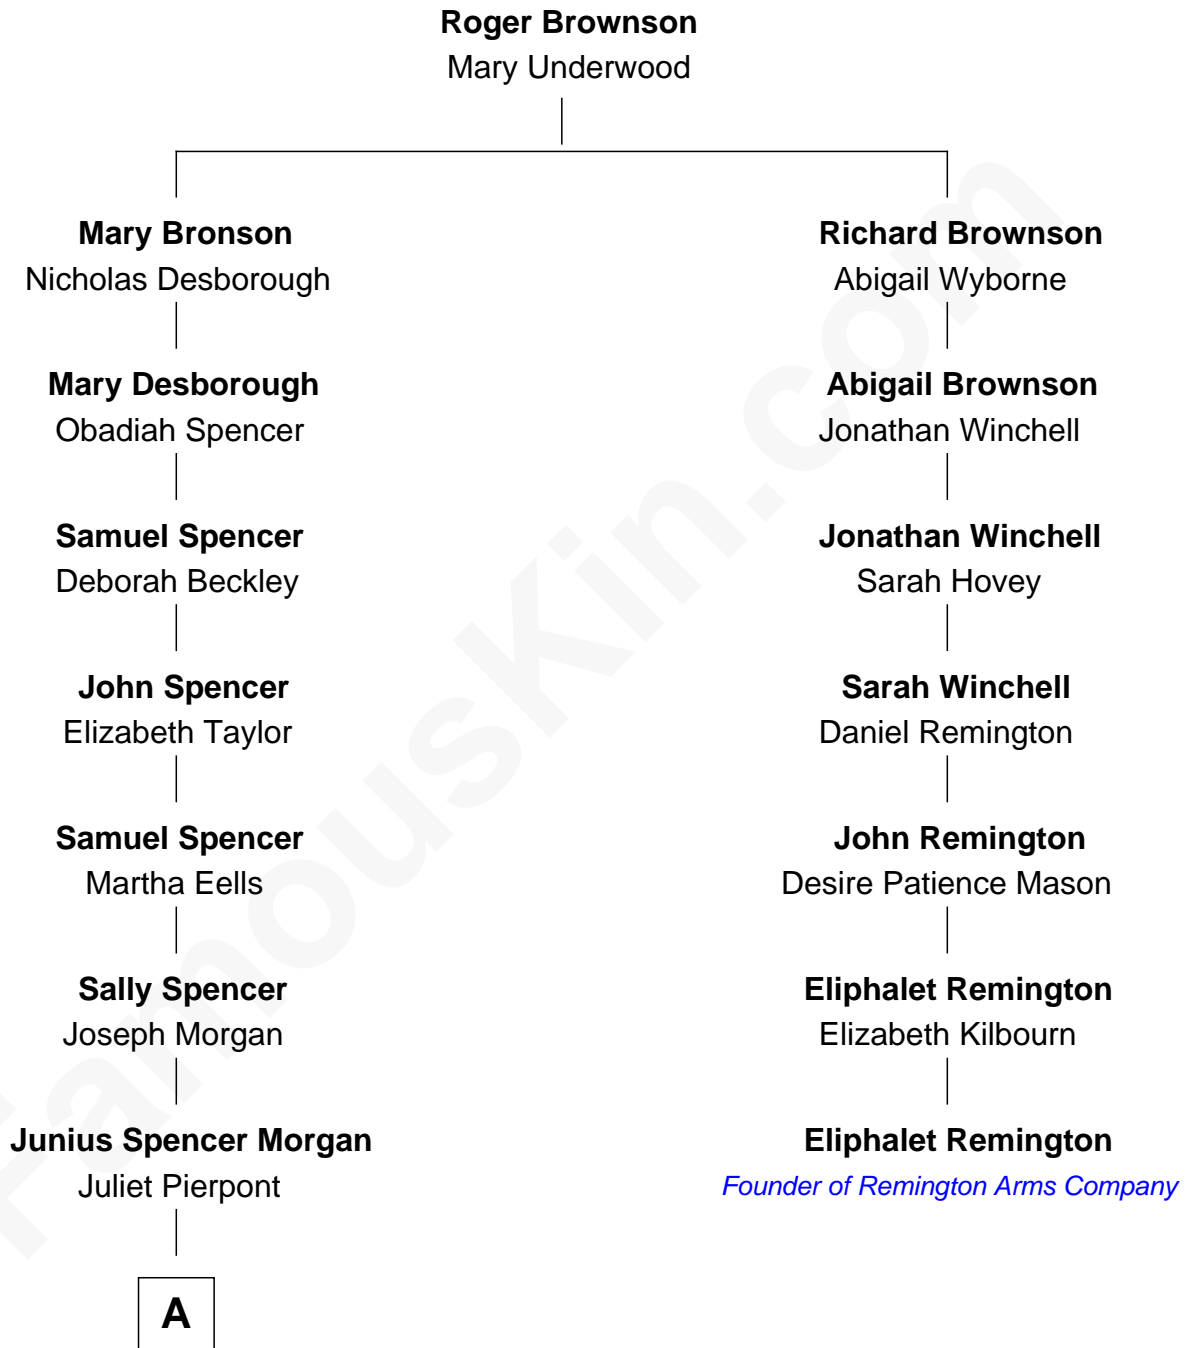 Roger Brownson
Mary Underwood
Mary Bronson
Nicholas Desborough
Richard Brownson
Abigail Wyborne
Mary Desborough
Obadiah Spencer
Abigail Brownson
Jonathan Winchell
Samuel Spencer
Deborah Beckley
Jonathan Winchell
Sarah Hovey
John Spencer
Elizabeth Taylor
Sarah Winchell
Daniel Remington
Samuel Spencer
Martha Eells
John Remington
Desire Patience Mason
Sally Spencer
Joseph Morgan
Eliphalet Remington
Elizabeth Kilbourn
Junius Spencer Morgan
Juliet Pierpont
Eliphalet Remington
Founder of Remington Arms Company
A
FamousKin.com